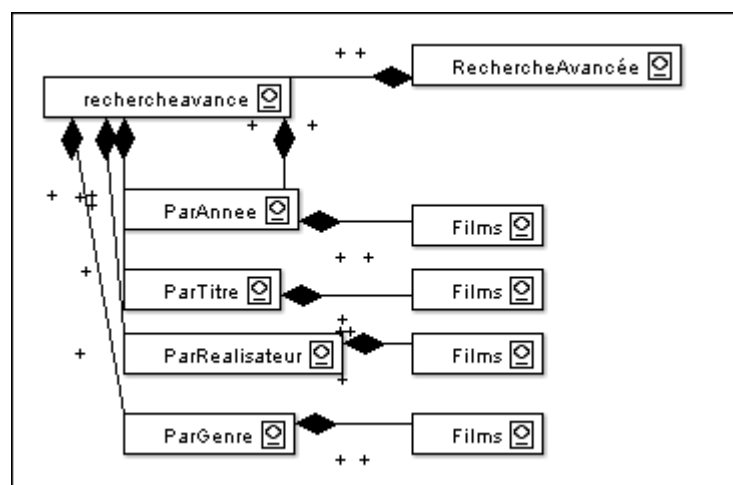 RechercheAvancée
rechercheavance
ParAnnee
Films
ParTitre
Films
ParRealisateur
Films
ParGenre
Films